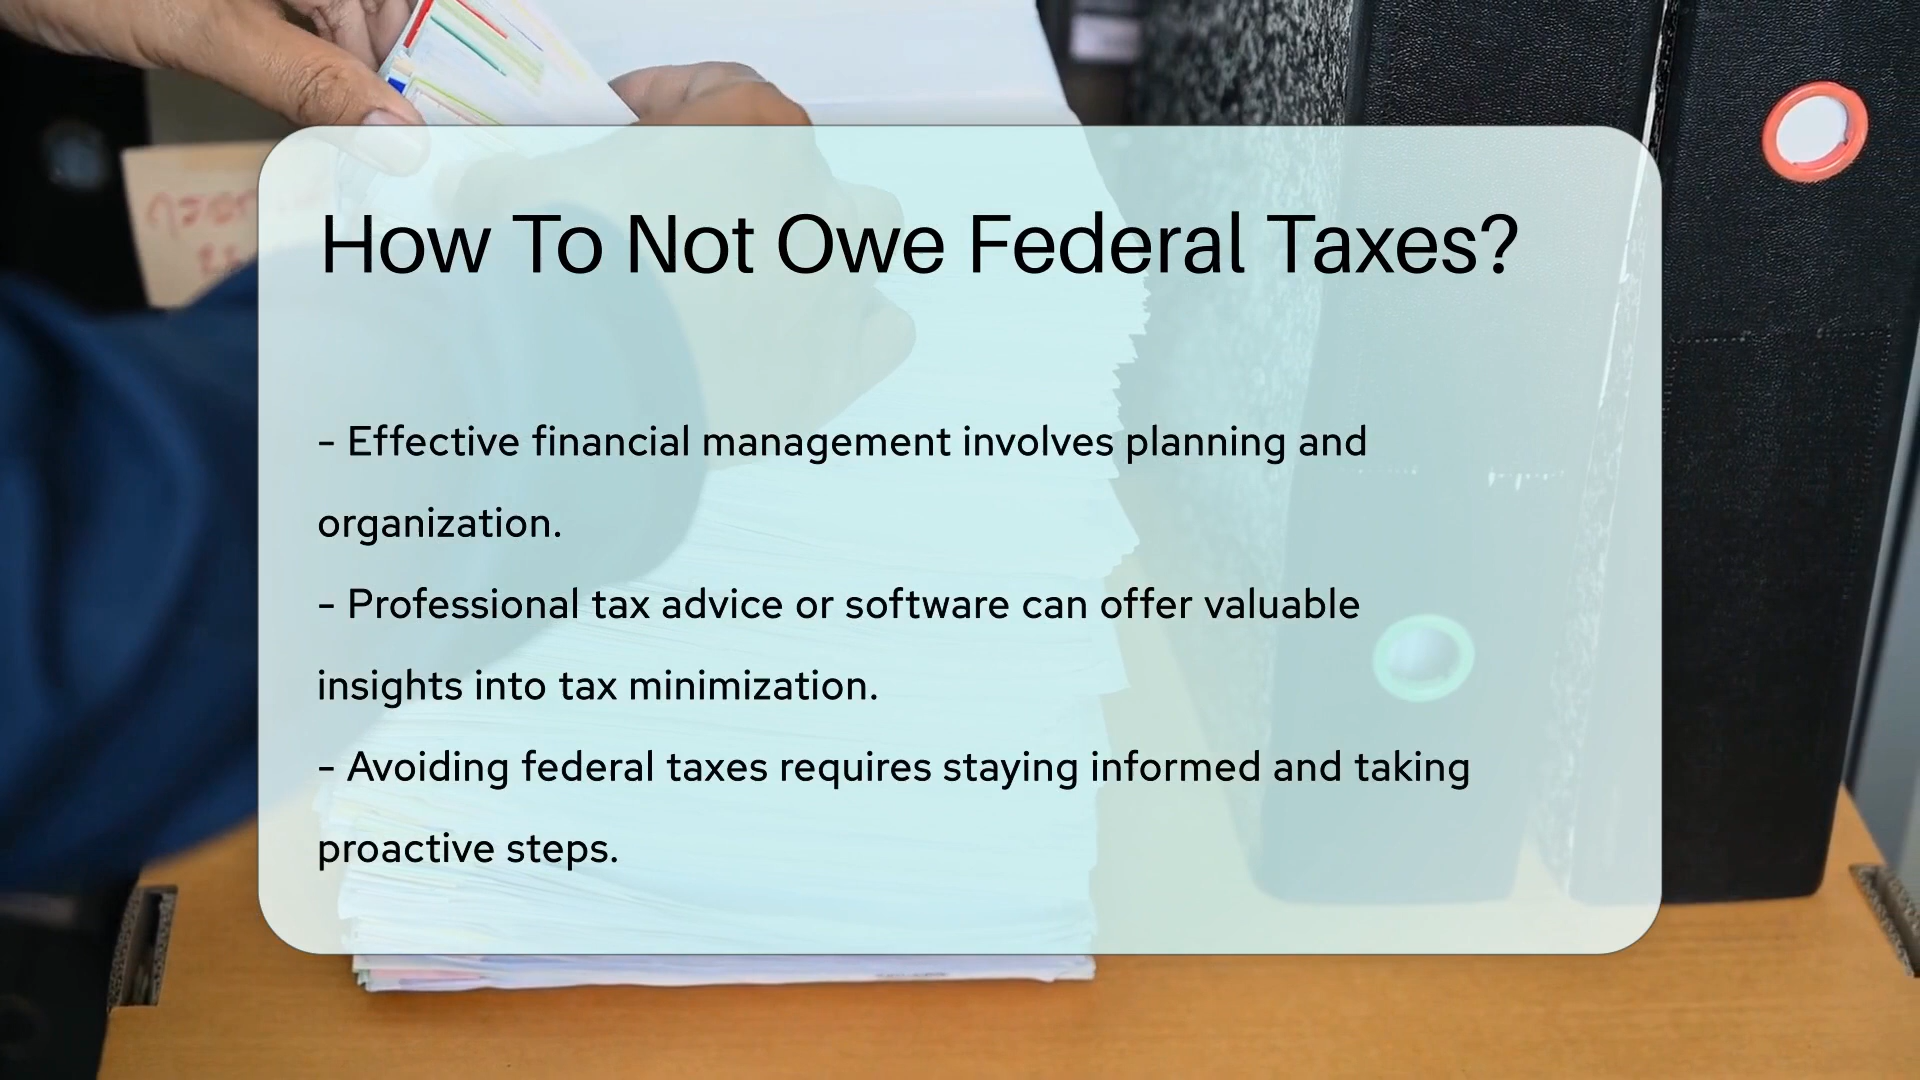 How To Not Owe Federal Taxes?
- Effective financial management involves planning and
organization.
- Professional tax advice or software can offer valuable
insights into tax minimization.
- Avoiding federal taxes requires staying informed and taking
proactive steps.